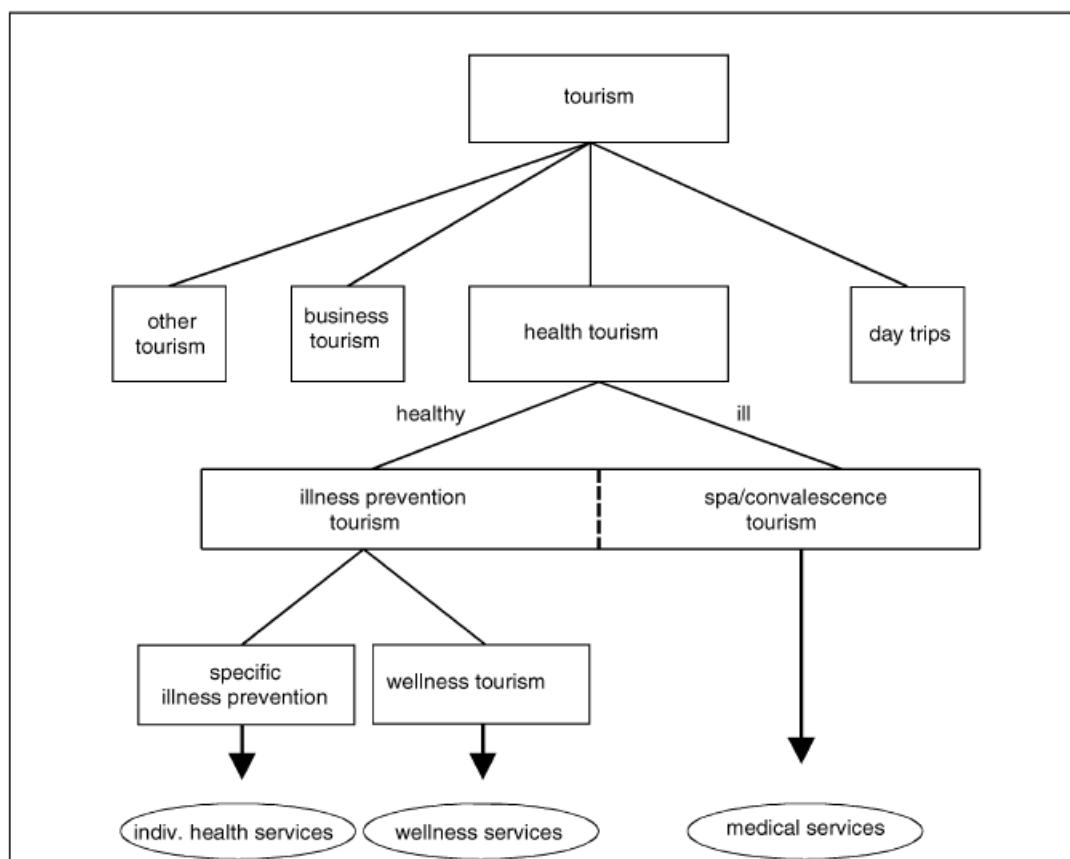 tourism
other
tourism
business
tourism
health tourism
day trips
healthy
ill
illness prevention
tourism
spa/convalescence
tourism
specific
illness prevention
wellness tourism
indiv. health services
wellness services
medical services